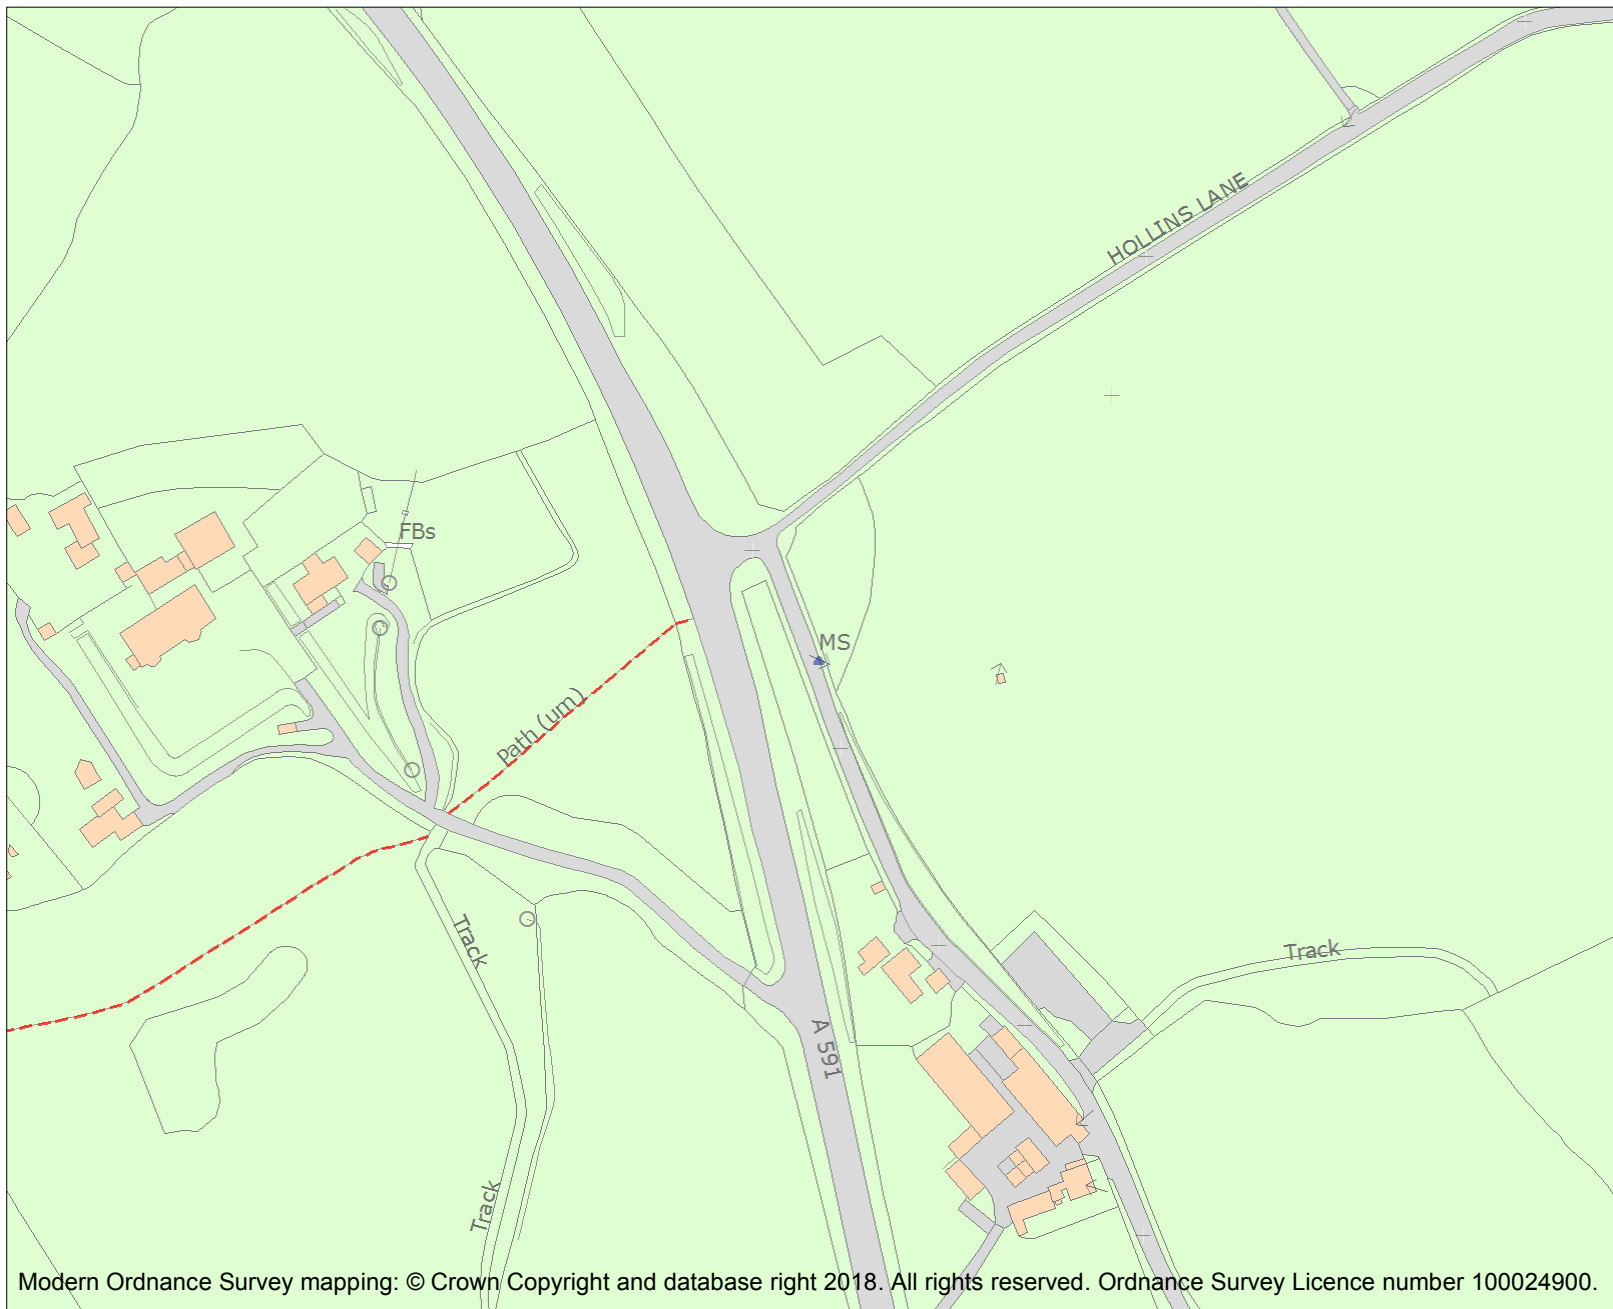 HOLLINS LANE
FBs
MS
Path (um)
Track
Track
A 591
Track
Modern Ordnance Survey mapping: © Crown Copyright and database right 2018. All rights reserved. Ordnance Survey Licence number 100024900.